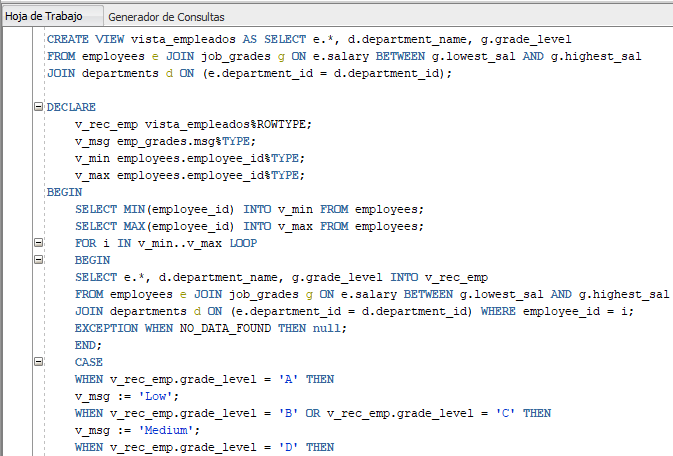 Hoja de Trabajo Generador de Consultas
CREATE VIEW vista_empleados AS SELECT e.*, d.department_name, g.grade_level
FROM employees e JOIN job_grades g ON e.salary BETWEEN g.lowest_sal AND g.highest_sal
JOIN departments d ON (e.department_id = d.department_id);
DECLARE
v_rec_emp vista_empleados%ROWTYPE;
v_msg emp_grades.msg%TYPE;
v_min employees.employee_id%TYPE;
v_max employees.employee_id%TYPE;
BEGIN
SELECT MIN(employee_id) INTO v_min FROM employees;
SELECT MAX(employee_id) INTO v_max FROM employees;
FOR i IN v_min..v_max LOOP
BEGIN
SELECT e.*, d.department_name, g.grade_level INTO v_rec_emp
FROM employees e JOIN job_grades g ON e.salary BETWEEN g.lowest_sal AND g.highest_sal
JOIN departments d ON (e.department_id = d.department_id) WHERE employee_id = i;
EXCEPTION WHEN NO_DATA_FOUND THEN null;
END;
CASE
WHEN v_rec_emp.grade_level = 'A' THEN
v_msg := 'Low';
WHEN v_rec_emp.grade_level = 'B' OR v_rec_emp.grade_level = 'C' THEN
v_msg := 'Medium';
WHEN v_rec_emp.grade_level = 'D' THEN